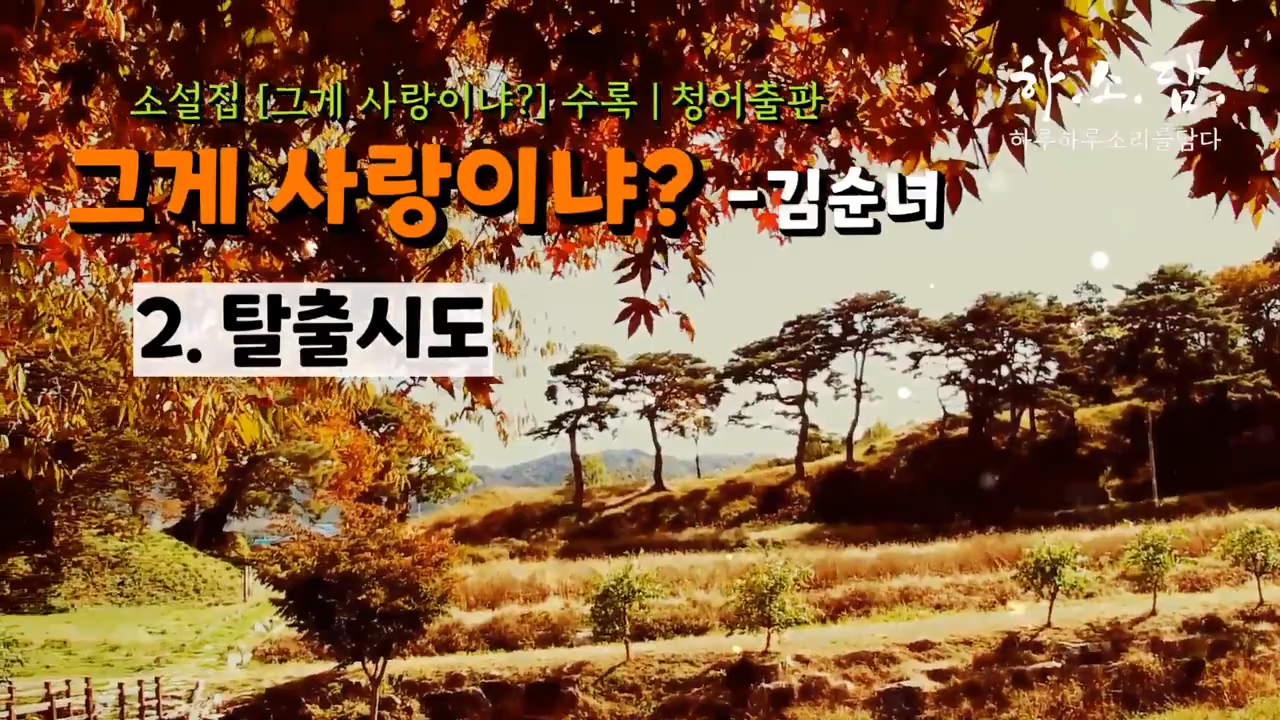 소설집 [그게 사랑이냐?] 수록 | 청어출판
하.소.담.
하루하루소리를담다
그게 사랑이냐? -김순녀
2. 탈출시도